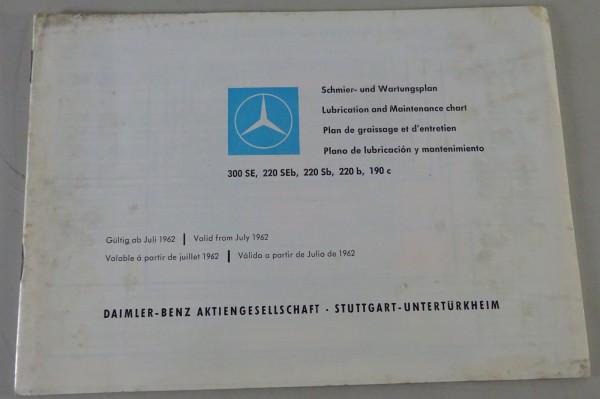 Schmier- und Wartungsplan
Lubrication and Maintenance chart
Plan de graissage et d'entretien
Plano de lubricación y mantenimiento
300 SE, 220 SEb, 220 Sb, 220 b, 190 c
Gültig ab Juli 1962 | Valid from July 1962
Valable á partir de juillet 1962 | Válido a partir de Julio de 1962
DAIMLER-BENZ AKTIENGESELLSCHAFT · STUTTGART-UNTERTÜRKHEIM